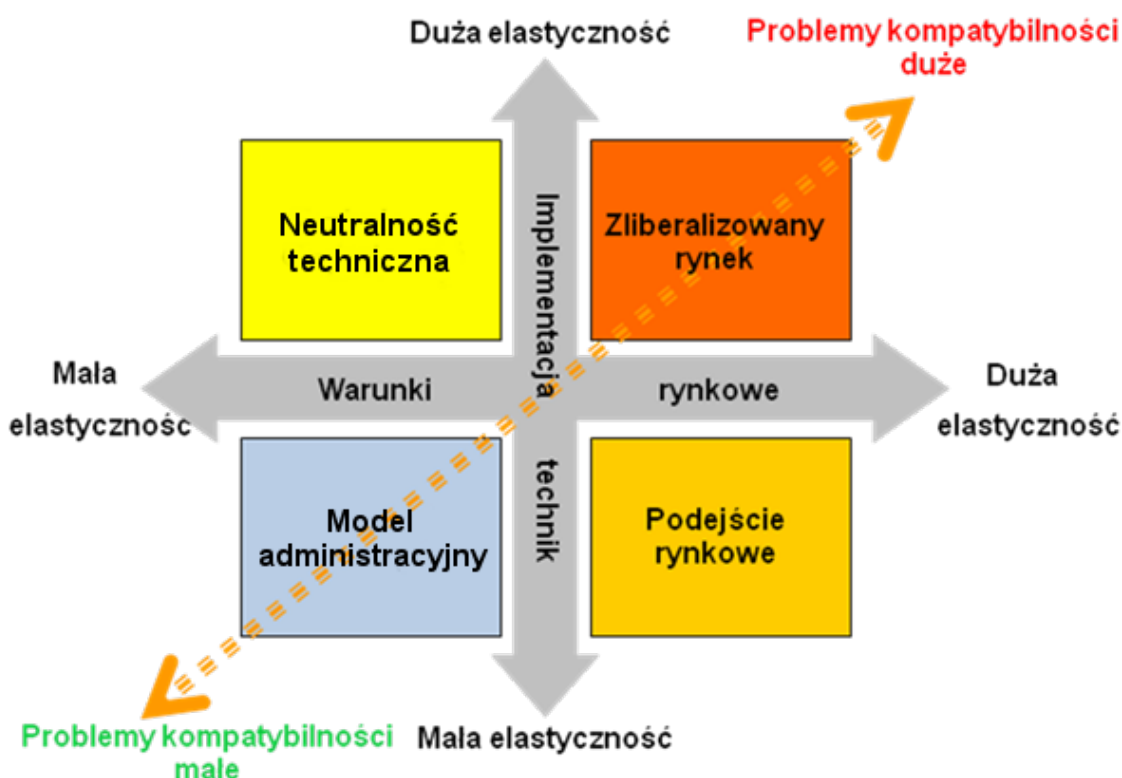 Duża elastyczność
Problemy kompatybilności
duże
Neutralność
techniczna
Implementacja
Zliberalizowany
rynek
Mała
elastyczność
Warunki
rynkowe
Duża
elastyczność
Model
administracyjny
technik
Podejście
rynkowe
Problemy kompatybilności
małe
Mała elastyczność